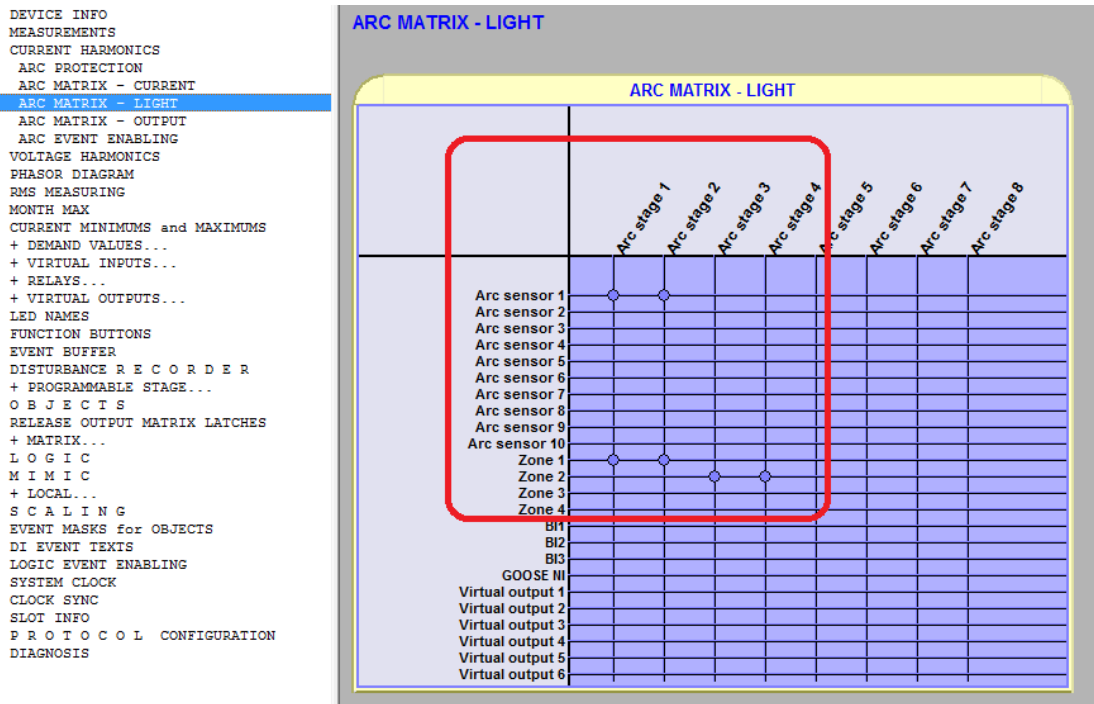 DEVICE INFO
MEASUREMENTS
CURRENT HARMONICS
ARC PROTECTION
ARC MATRIX - CURRENT
ARC MATRIX - LIGHT
ARC MATRIX - OUTPUT
ARC EVENT ENABLING
VOLTAGE HARMONICS
PHASOR DIAGRAM
RMS MEASURING
MONTH MAX
CURRENT MINIMUMS and MAXIMUMS
+ DEMAND VALUES...
+ VIRTUAL INPUTS...
+ RELAYS...
+ VIRTUAL OUTPUTS...
LED NAMES
FUNCTION BUTTONS
EVENT BUFFER
DISTURBANCE R E C O R D E R
+ PROGRAMMABLE STAGE...
O B J E C T S
RELEASE OUTPUT MATRIX LATCHES
+ MATRIX...
L O G I C
M I M I C
+ LOCAL...
S C A L I N G
EVENT MASKS for OBJECTS
DI EVENT TEXTS
LOGIC EVENT ENABLING
SYSTEM CLOCK
CLOCK SYNC
SLOT INFO
P R O T O C O L  CONFIGURATION
DIAGNOSIS
ARC MATRIX - LIGHT
ARC MATRIX - LIGHT
Arc stage 1
Arc stage 2
Arc stage 3
Arc stage 4
Arc stage 5
Arc stage 6
Arc stage 7
Arc stage 8
Arc sensor 1
Arc sensor 2
Arc sensor 3
Arc sensor 4
Arc sensor 5
Arc sensor 6
Arc sensor 7
Arc sensor 8
Arc sensor 9
Arc sensor 10
Zone 1
Zone 2
Zone 3
Zone 4
BI1
BI2
BI3
GOOSE NI
Virtual output 1
Virtual output 2
Virtual output 3
Virtual output 4
Virtual output 5
Virtual output 6